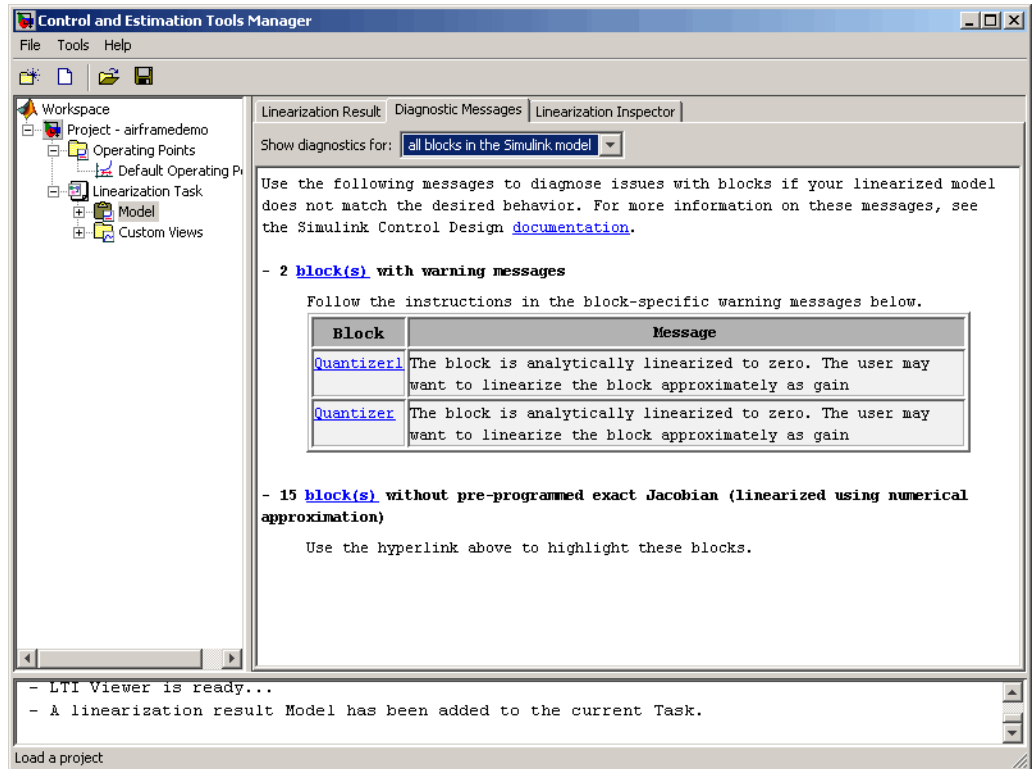 Control and Estimation Tools Manager
File Tools Help
Workspace
Project - airframedemo
Operating Points
Default Operating P
Linearization Task
Model
Custom Views
Linearization Result Diagnostic Messages Linearization Inspector
Show diagnostics for: all blocks in the Simulink model
Use the following messages to diagnose issues with blocks if your linearized model
does not match the desired behavior. For more information on these messages, see
the Simulink Control Design documentation.
- 2 block(s) with warning messages
Follow the instructions in the block-specific warning messages below.
Block Message
Quantizer1 The block is analytically linearized to zero. The user may
want to linearize the block approximately as gain
Quantizer The block is analytically linearized to zero. The user may
want to linearize the block approximately as gain
- 15 block(s) without pre-programmed exact Jacobian (linearized using numerical
approximation)
Use the hyperlink above to highlight these blocks.
- LTI Viewer is ready...
- A linearization result Model has been added to the current Task.
Load a project